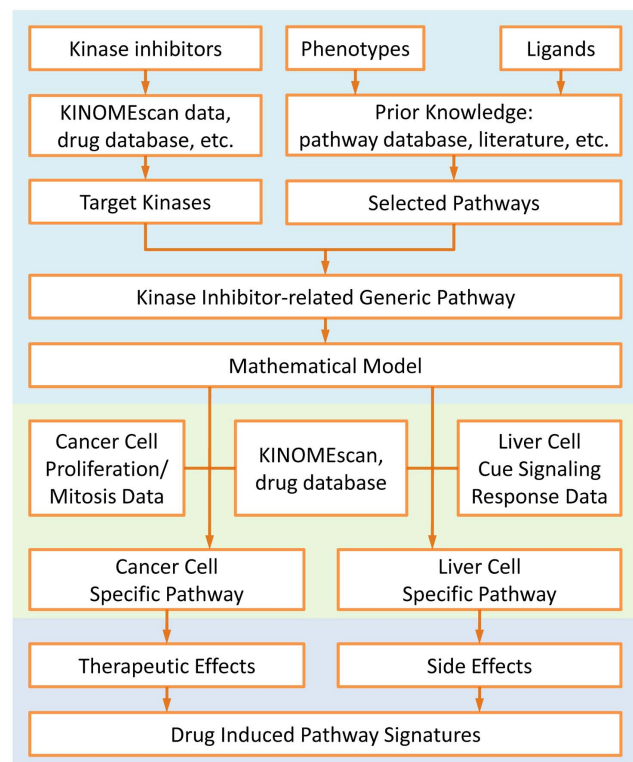 Kinase inhibitors
Phenotypes
Ligands
KINOMEscan data,
drug database, etc.
Prior Knowledge:
pathway database, literature, etc.
Target Kinases
Selected Pathways
Kinase Inhibitor-related Generic Pathway
Mathematical Model
Cancer Cell
Proliferation/
Mitosis Data
KINOMEscan,
drug database
Liver Cell
Cue Signaling
Response Data
Cancer Cell
Specific Pathway
Liver Cell
Specific Pathway
Therapeutic Effects
Side Effects
Drug Induced Pathway Signatures